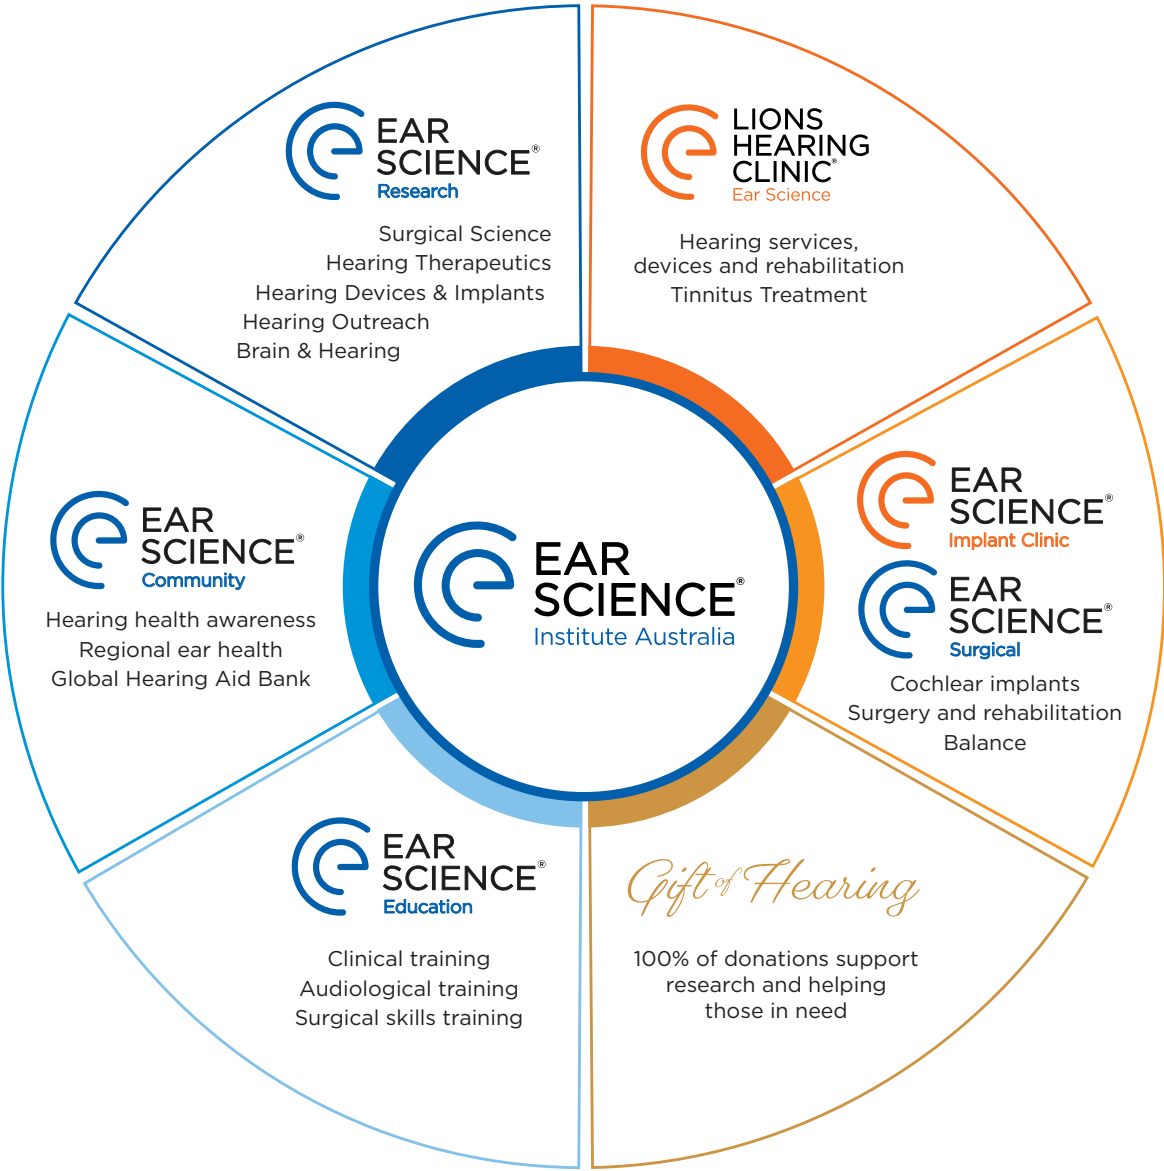 EAR
SCIENCE®
Research
Surgical Science
Hearing Therapeutics
Hearing Devices & Implants
Hearing Outreach
Brain & Hearing
LIONS
HEARING
CLINIC®
Ear Science
Hearing services,
devices and rehabilitation
Tinnitus Treatment
EAR
SCIENCE®
Implant Clinic
EAR
SCIENCE®
Surgical
Cochlear implants
Surgery and rehabilitation
Balance
Gift of Hearing
100% of donations support
research and helping
those in need
EAR
SCIENCE®
Education
Clinical training
Audiological training
Surgical skills training
EAR
SCIENCE®
Community
Hearing health awareness
Regional ear health
Global Hearing Aid Bank
EAR
SCIENCE®
Institute Australia